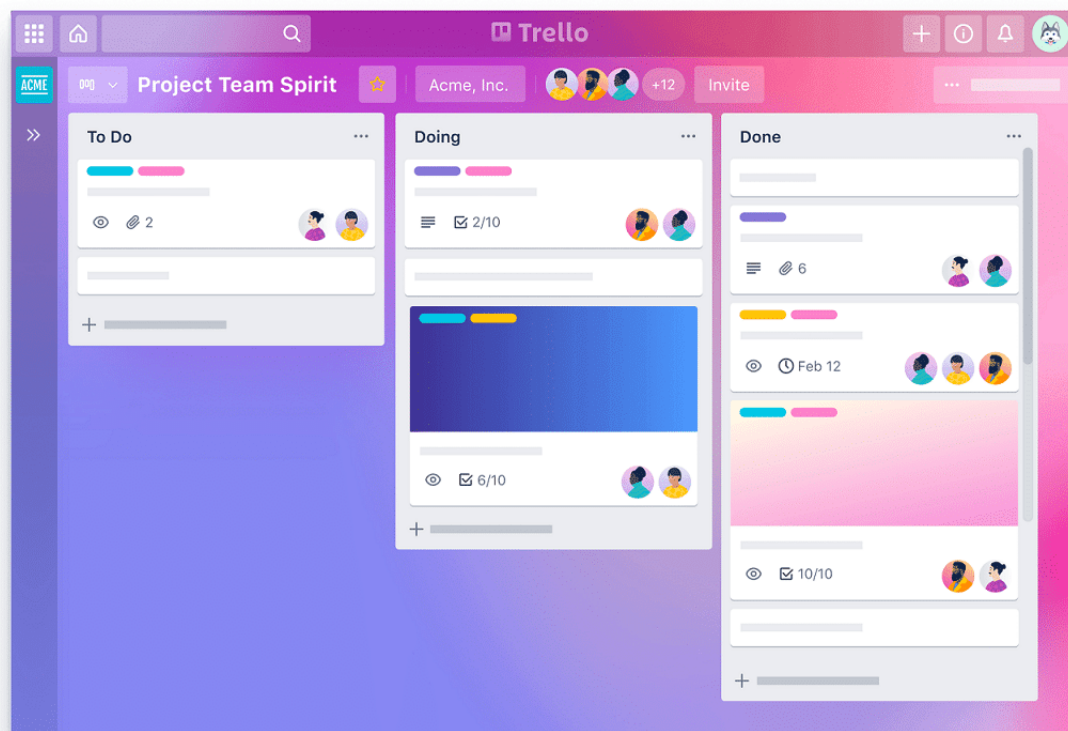 Trello
ACME
Project Team Spirit
Acme, Inc.
+12
Invite
To Do
2
Doing
2/10
6/10
Done
6
Feb 12
10/10